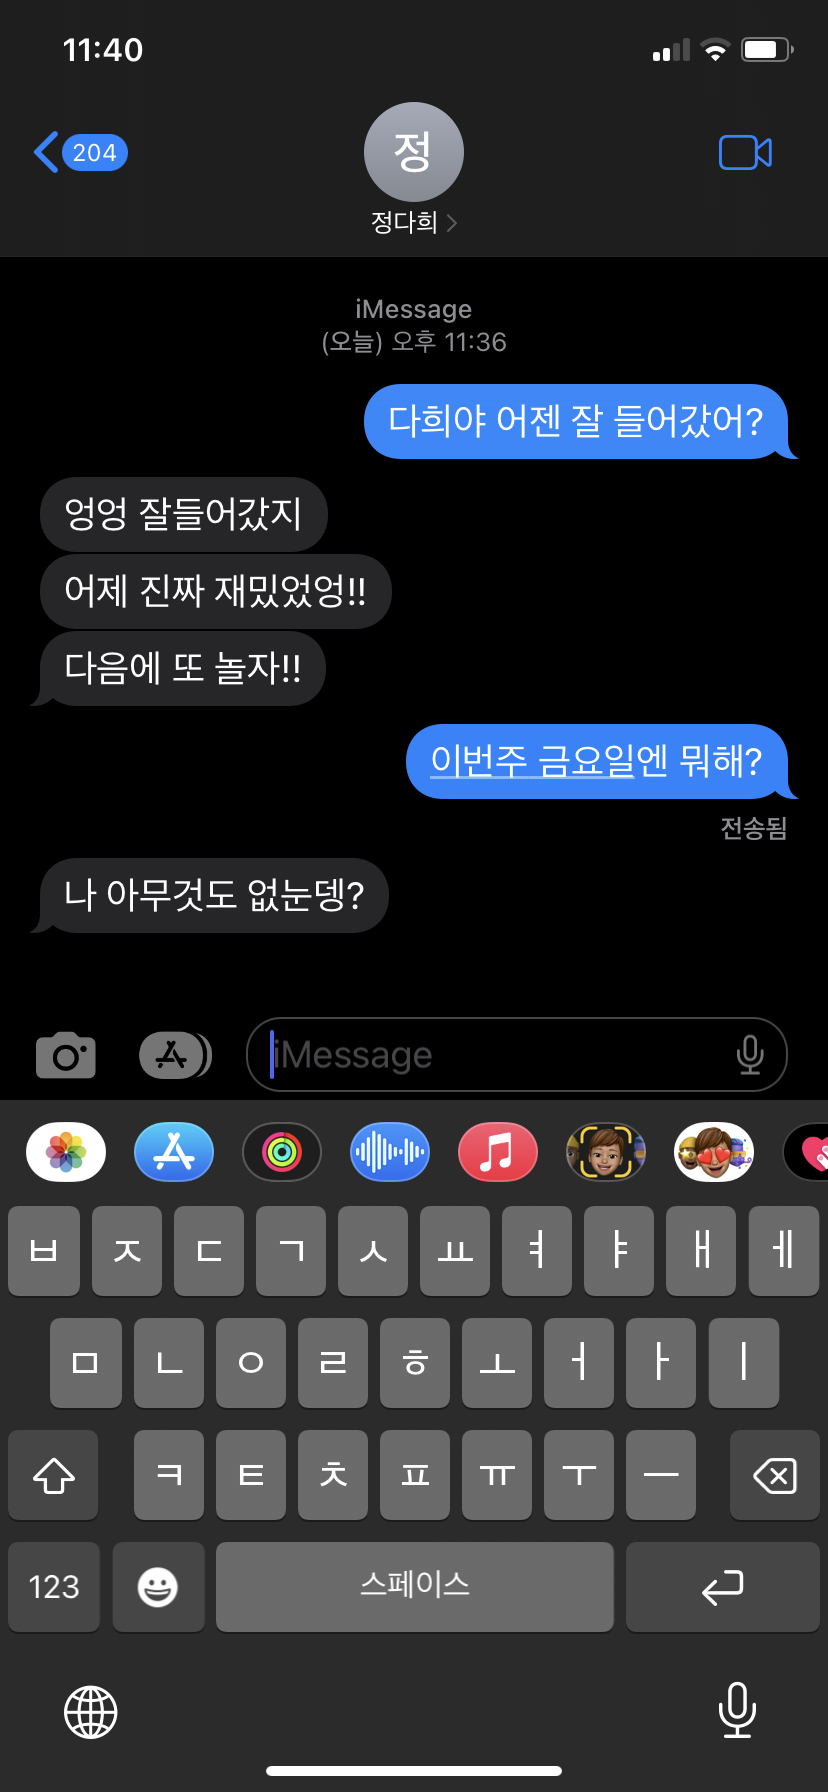 11:40
204
정
정다희
iMessage
(오늘) 오후 11:36
다희야 어젠 잘 들어갔어?
엉엉 잘들어갔지
어제 진짜 재밌었엉!!
다음에 또 놀자!!
이번주 금요일엔 뭐해?
전송됨
나 아무것도 없눈뎅?
iMessage
ㅂ ㅈ ㄷ ㄱ ㅅ ㅛ ㅕ ㅑ ㅐ ㅔ
ㅁ ㄴ ㅇ ㄹ ㅎ ㅗ ㅓ ㅏ ㅣ
ㅋ ㅌ ㅊ ㅍ ㅠ ㅜ ㅡ
123 스페이스